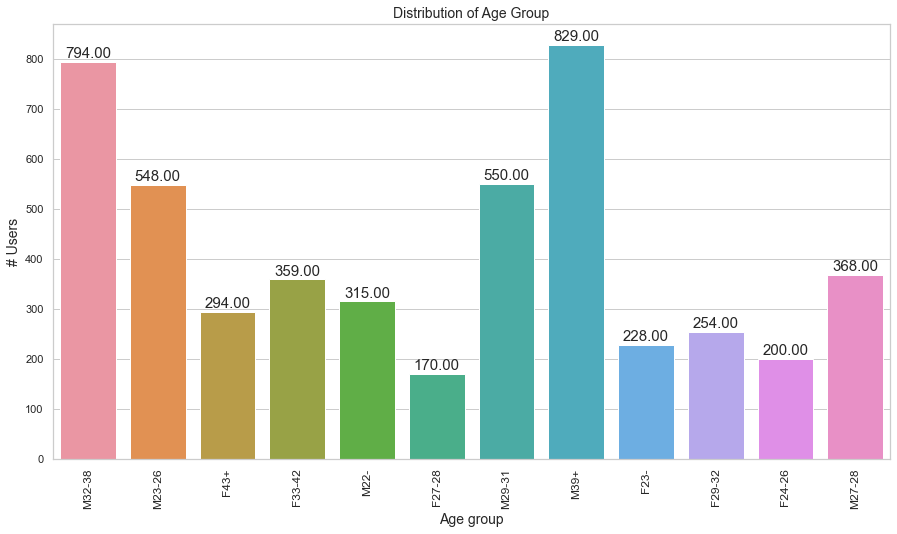 Distribution of Age Group
# Users
800
700
600
500
400
300
200
100
0
794.00
548.00
294.00
359.00
315.00
170.00
550.00
829.00
228.00
254.00
200.00
368.00
M32-38
M23-26
F43+
F33-42
M22-
F27-28
M29-31
M39+
F23-
F29-32
F24-26
M27-28
Age group